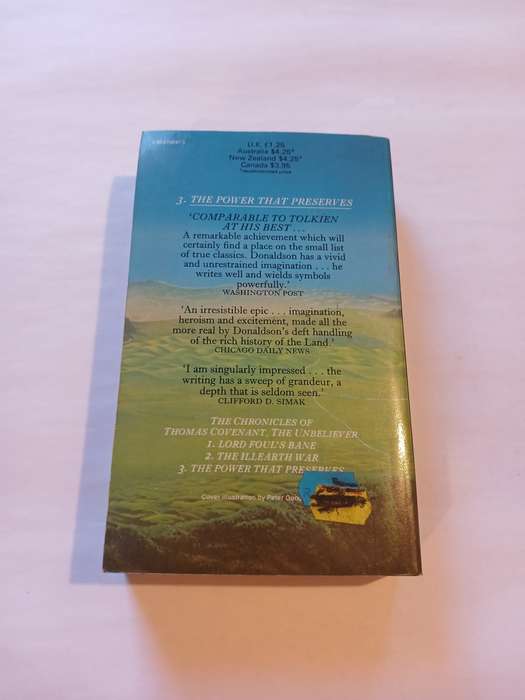 U.K. £1.25
Australia $4.25*
New Zealand $4.25*
Canada $3.95
*recommended price
3. THE POWER THAT PRESERVES
'COMPARABLE TO TOLKIEN
AT HIS BEST . . .
A remarkable achievement which will
certainly find a place on the small list
of true classics. Donaldson has a vivid
and unrestrained imagination . . . he
writes well and wields symbols
powerfully.'
WASHINGTON POST
'An irresistible epic . . . imagination,
heroism and excitement, made all the
more real by Donaldson's deft handling
of the rich history of the Land.'
CHICAGO DAILY NEWS
'I am singularly impressed . . . the
writing has a sweep of grandeur, a
depth that is seldom seen.'
CLIFFORD D. SIMAK
THE CHRONICLES OF
THOMAS COVENANT, THE UNBELIEVER
1. LORD FOUL'S BANE
2. THE ILLEARTH WAR
3. THE POWER THAT PRESERVES
Cover illustration by Peter